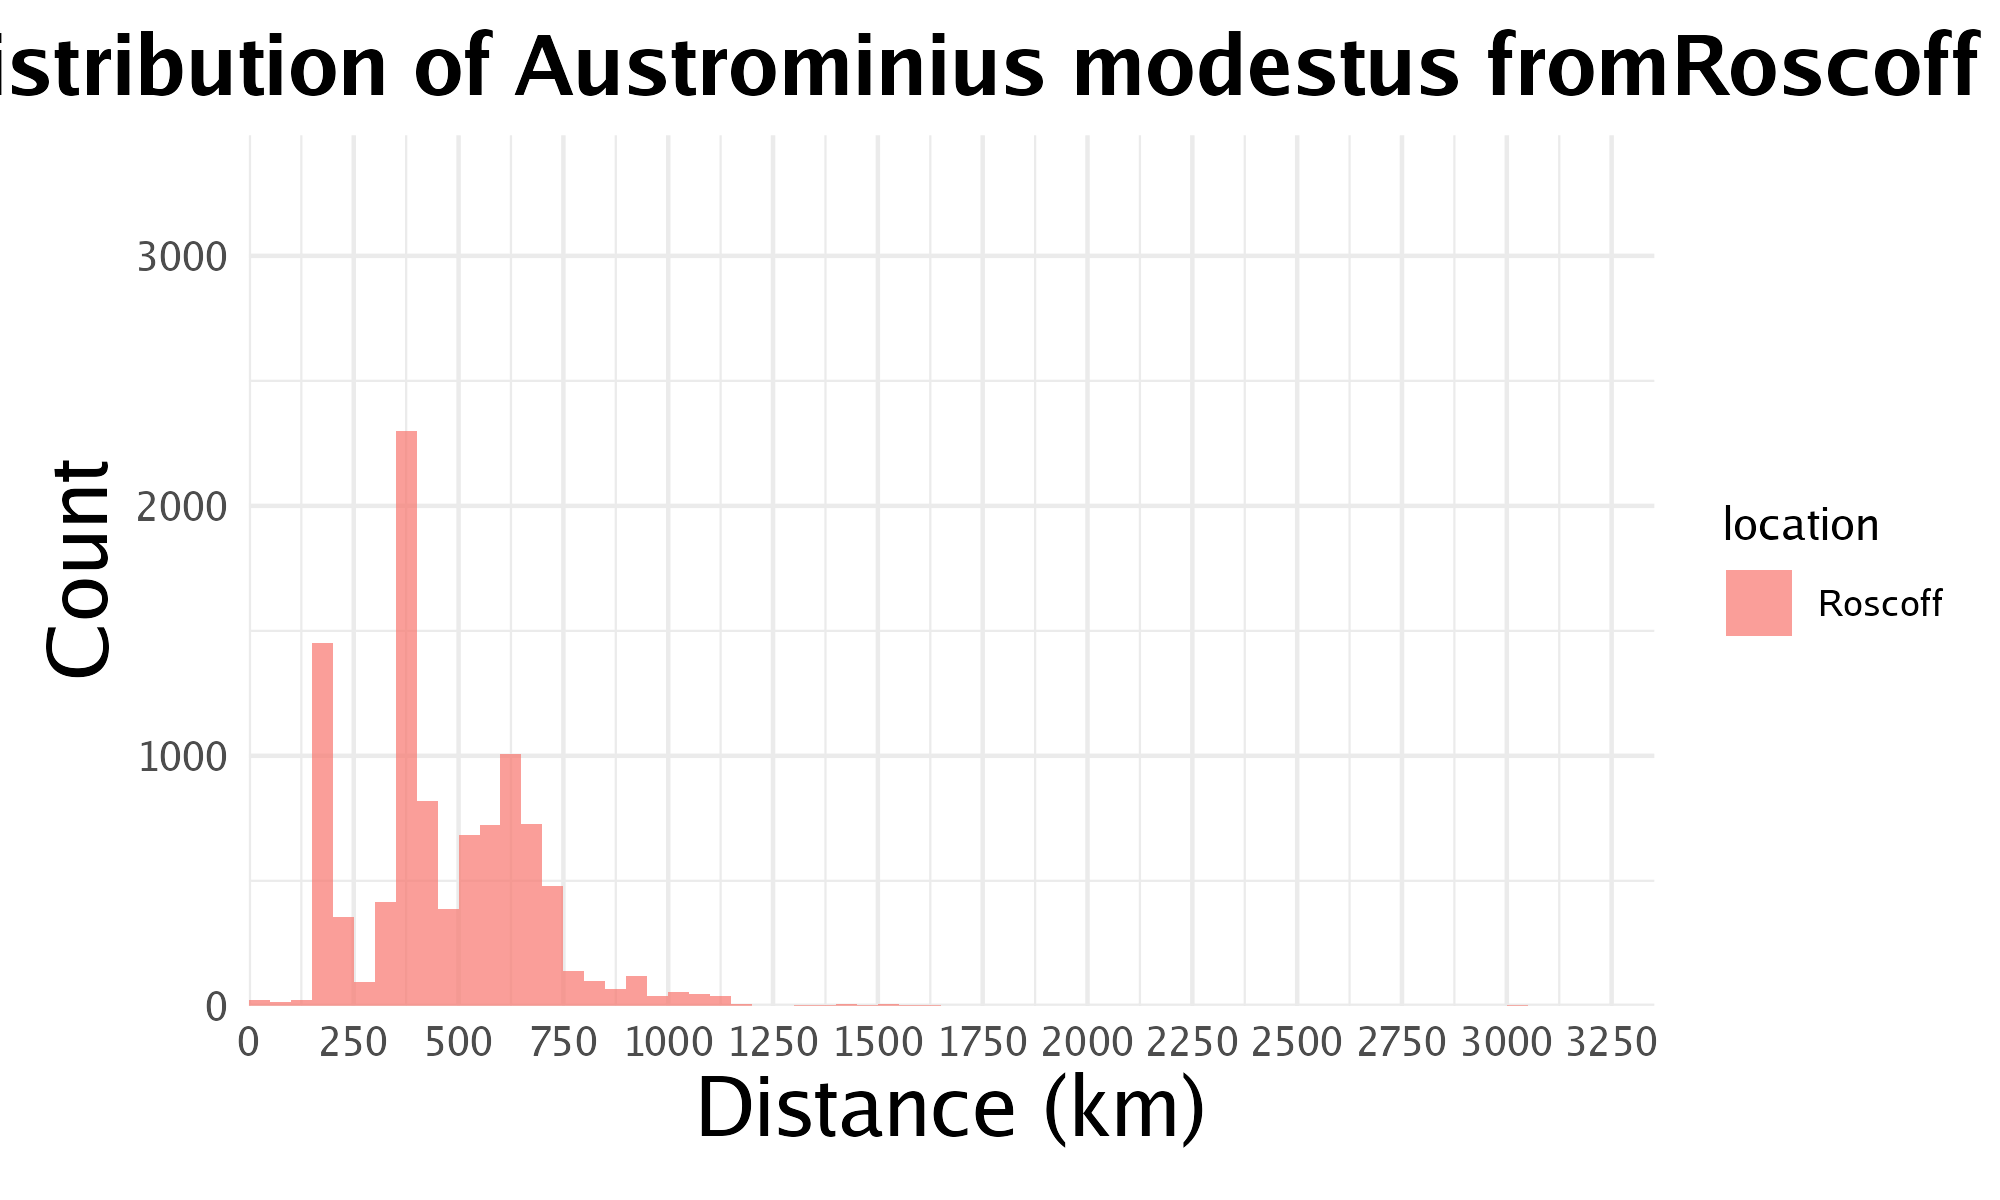 istribution of Austrominius modestus fromRoscoff
3000
2000
1000
0
Count
0 250 500 750 1000 1250 1500 1750 2000 2250 2500 2750 3000 3250
Distance (km)
location
Roscoff